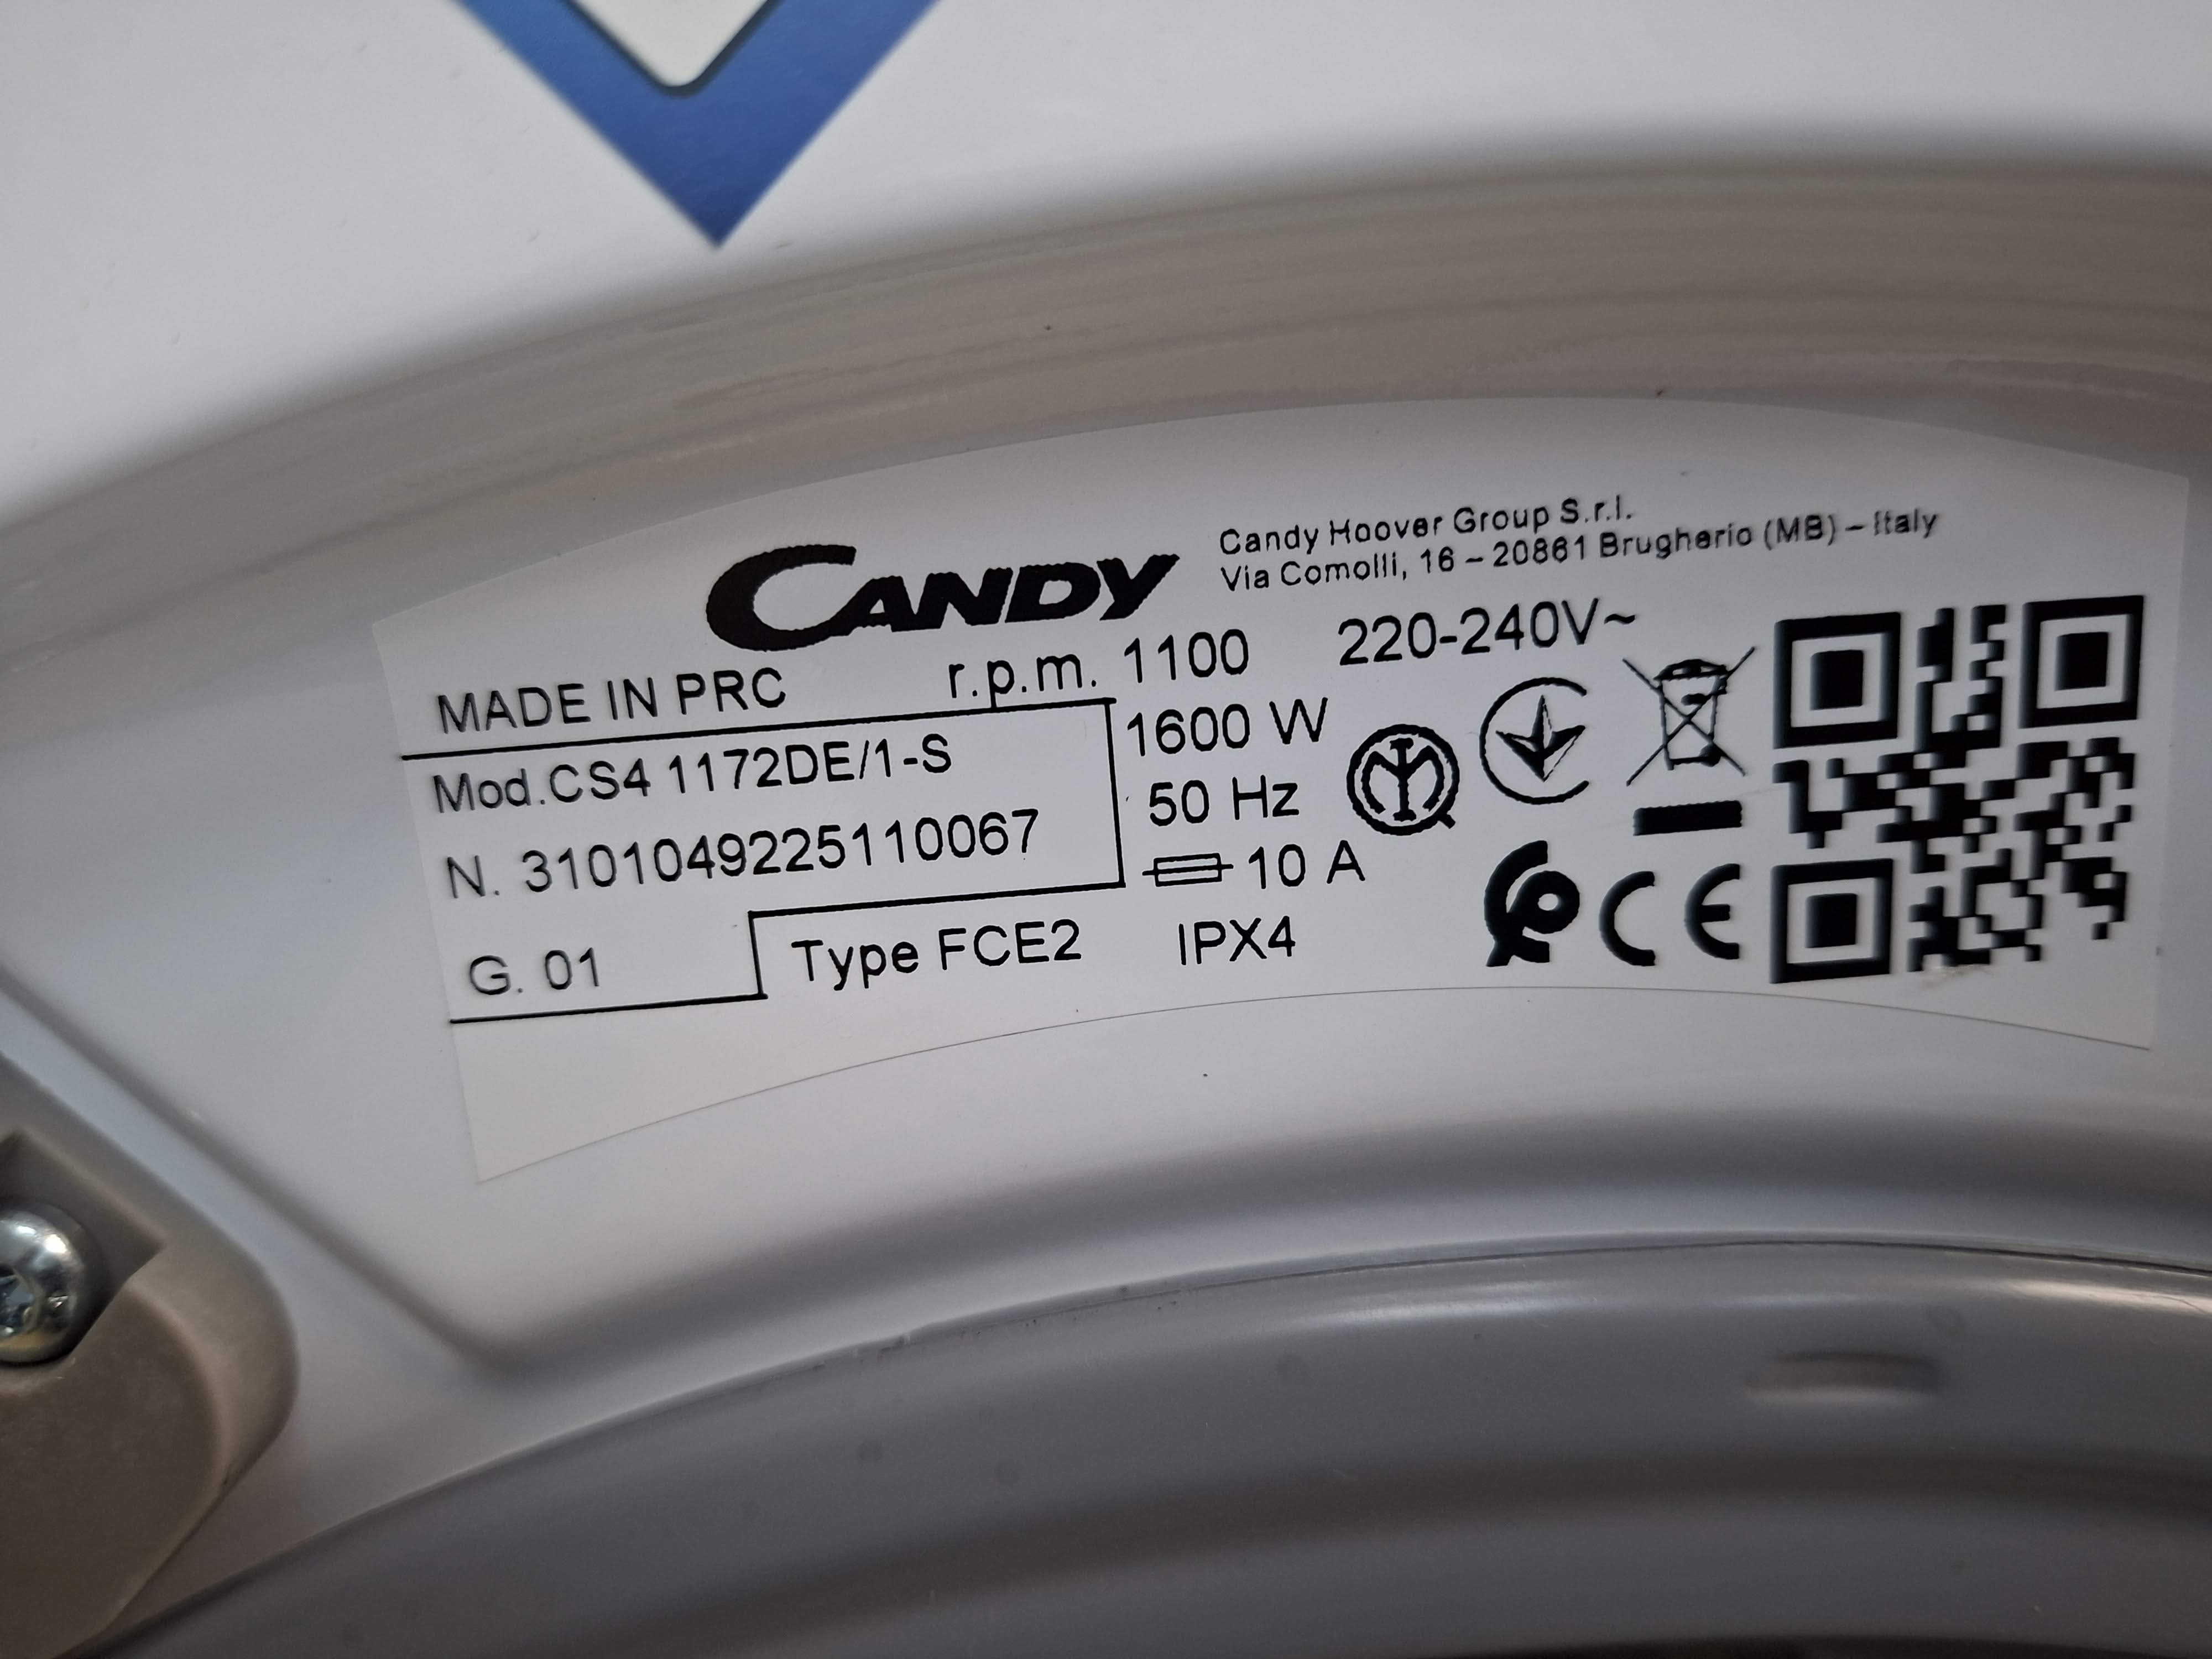 CANDY
Candy Hoover Group S.r.l.
Via Comolli, 16 – 20861 Brugherio (MB) – Italy
MADE IN PRC
r.p.m. 1100
220-240V~
Mod.CS4 1172DE/1-S
1600 W
N. 3101049225110067
50 Hz
10 A
G. 01
Type FCE2
IPX4
CE